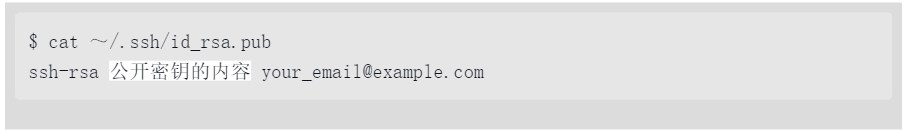 $ cat ～/.ssh/id_rsa.pub
ssh-rsa 公开密钥的内容 your_email@example.com